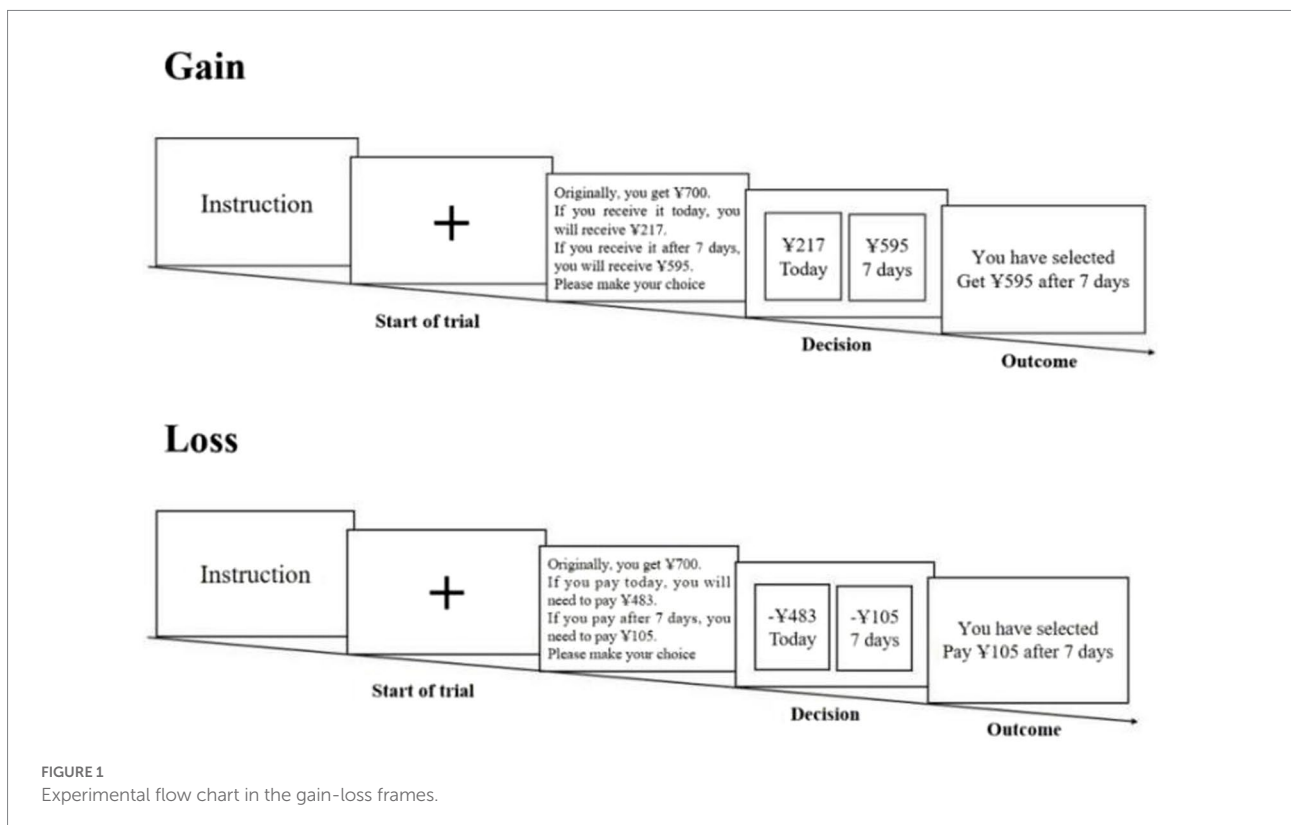 Gain
Instruction
+
Originally, you get ¥700.
If you receive it today, you
will receive ¥217.
If you receive it after 7 days,
you will receive ¥595.
Please make your choice
¥217
Today
¥595
7 days
You have selected
Get ¥595 after 7 days
Start of trial
Decision
Outcome
Loss
Instruction
+
Originally, you get ¥700.
If you pay today, you will
need to pay ¥483.
If you pay after 7 days, you
need to pay ¥105.
Please make your choice
-¥483
Today
-¥105
7 days
You have selected
Pay ¥105 after 7 days
Start of trial
Decision
Outcome
FIGURE 1
Experimental flow chart in the gain-loss frames.